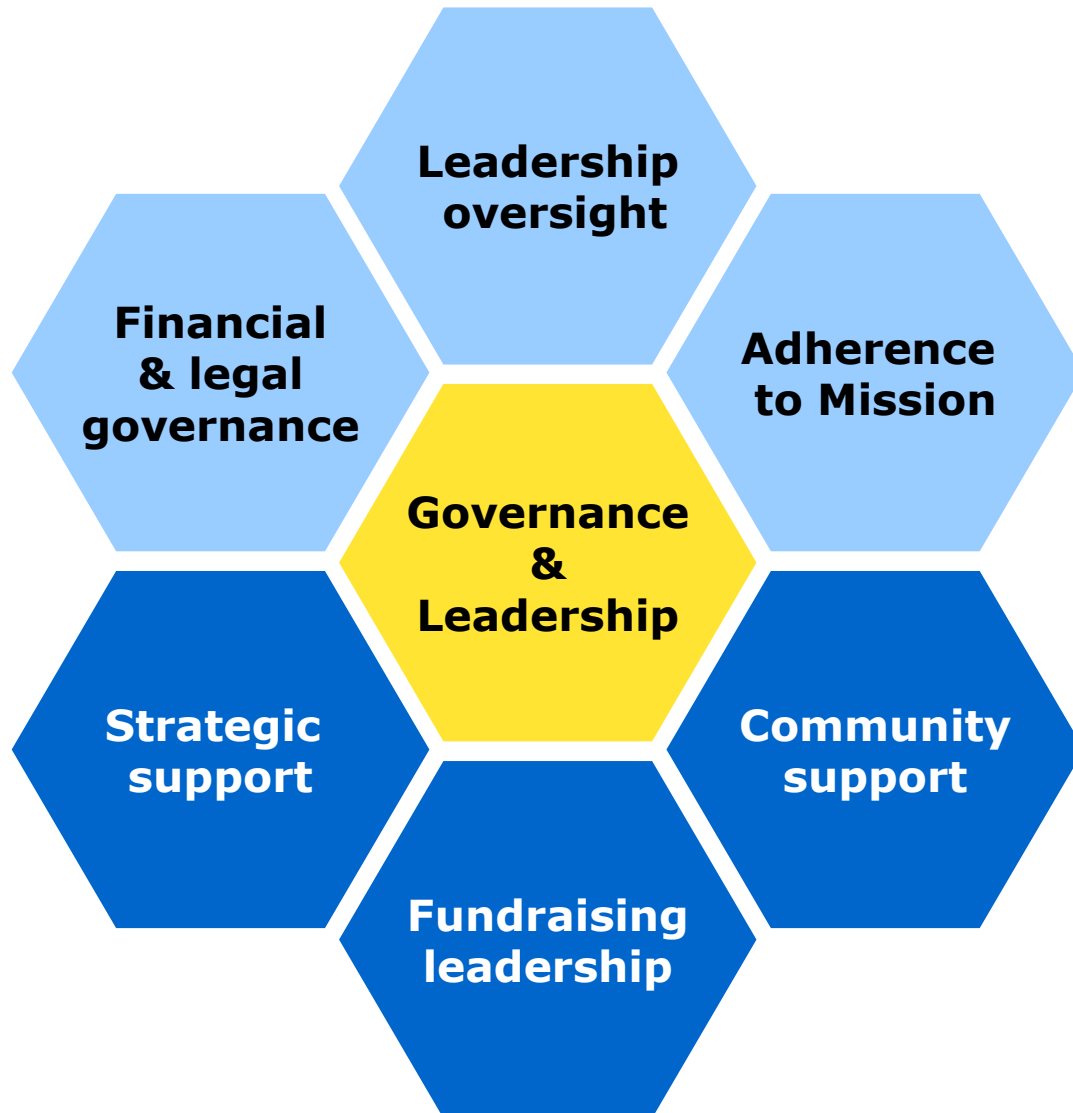 Leadership
oversight
Financial
& legal
governance
Adherence
to Mission
Governance
&
Leadership
Strategic
support
Community
support
Fundraising
leadership